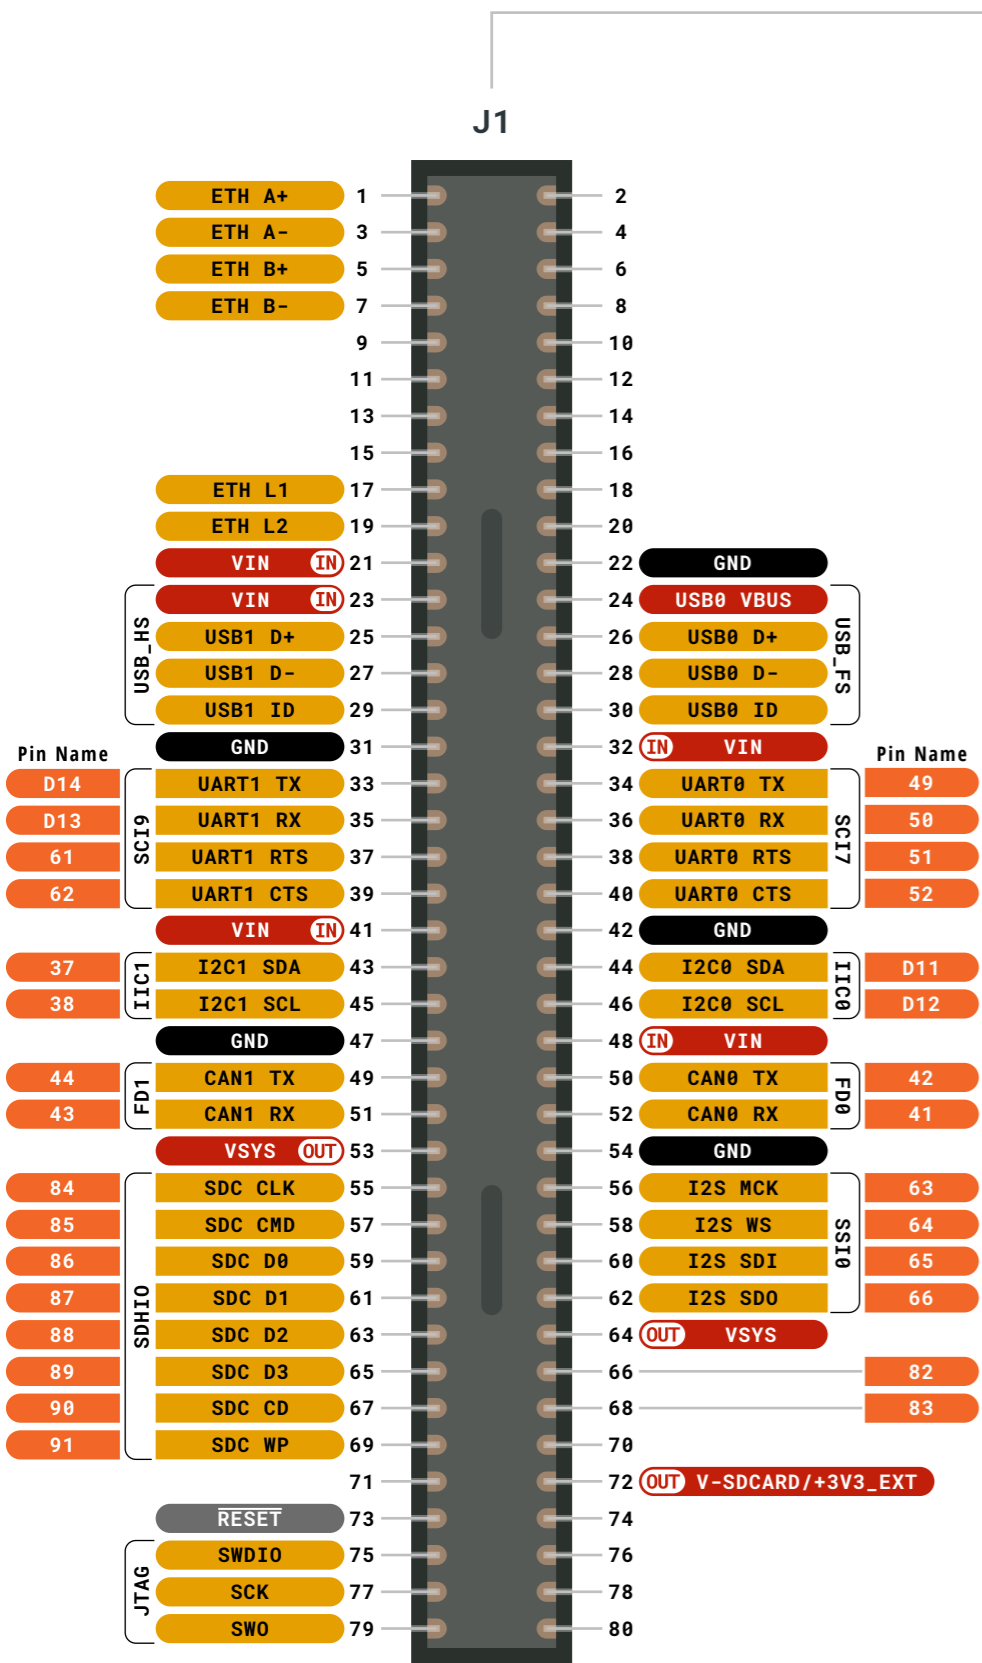 J1
ETH A+ 1 2
ETH A- 3 4
ETH B+ 5 6
ETH B- 7 8
9 10
11 12
13 14
15 16
ETH L1 17 18
ETH L2 19 20
VIN IN 21 22 GND
VIN IN 23 24 USB0 VBUS
USB_HS USB1 D+ 25 26 USB0 D+ USB_FS
USB1 D- 27 28 USB0 D-
USB1 ID 29 30 USB0 ID
Pin Name GND 31 32 IN VIN Pin Name
D14 UART1 TX 33 34 UART0 TX 49
D13 SCI9 UART1 RX 35 36 UART0 RX SCI7 50
61 UART1 RTS 37 38 UART0 RTS 51
62 UART1 CTS 39 40 UART0 CTS 52
VIN IN 41 42 GND
37 IIC1 I2C1 SDA 43 44 I2C0 SDA IIC0 D11
38 I2C1 SCL 45 46 I2C0 SCL D12
GND 47 48 IN VIN
44 FD1 CAN1 TX 49 50 CAN0 TX FD0 42
43 CAN1 RX 51 52 CAN0 RX 41
VSYS OUT 53 54 GND
84 SDC CLK 55 56 I2S MCK 63
85 SDC CMD 57 58 I2S WS SSI0 64
86 SDC D0 59 60 I2S SDI 65
87 SDHIO SDC D1 61 62 I2S SDO 66
88 SDC D2 63 64 OUT VSYS
89 SDC D3 65 66 82
90 SDC CD 67 68 83
91 SDC WP 69 70
71 72 OUT V-SDCARD/+3V3_EXT
RESET 73 74
SWDIO 75 76
JTAG SCK 77 78
SWO 79 80